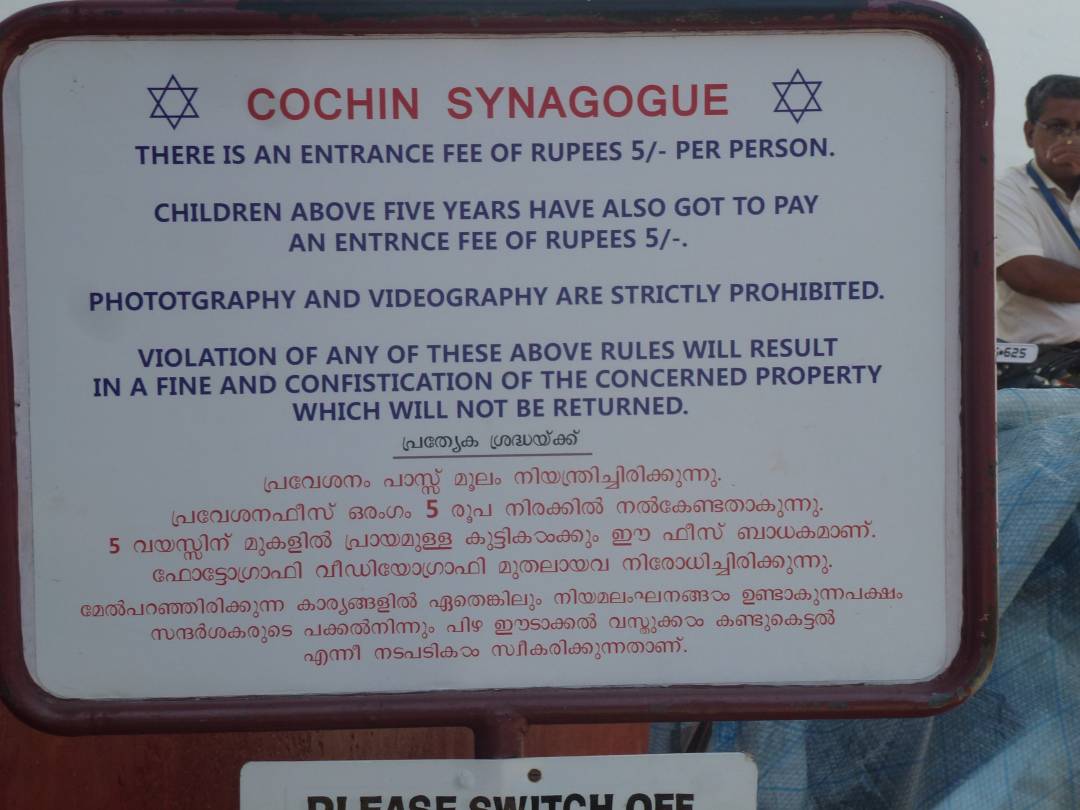 COCHIN SYNAGOGUE
THERE IS AN ENTRANCE FEE OF RUPEES 5/- PER PERSON.
CHILDREN ABOVE FIVE YEARS HAVE ALSO GOT TO PAY
AN ENTRNCE FEE OF RUPEES 5/-.
PHOTOTGRAPHY AND VIDEOGRAPHY ARE STRICTLY PROHIBITED.
VIOLATION OF ANY OF THESE ABOVE RULES WILL RESULT
IN A FINE AND CONFISTICATION OF THE CONCERNED PROPERTY
WHICH WILL NOT BE RETURNED.
പ്രത്യേക ശ്രദ്ധയ്ക്ക്
പ്രവേശനം പാസ്സ് മൂലം നിയന്ത്രിച്ചിരിക്കുന്നു.
പ്രവേശനഫീസ് ഒരംഗം 5 രൂപ നിരക്കിൽ നൽകേണ്ടതാകുന്നു.
5 വയസ്സിന് മുകളിൽ പ്രായമുള്ള കുട്ടികൾക്കും ഈ ഫീസ് ബാധകമാണ്.
ഫോട്ടോഗ്രാഫി വീഡിയോഗ്രാഫി മുതലായവ നിരോധിച്ചിരിക്കുന്നു.
മേൽപറഞ്ഞിരിക്കുന്ന കാര്യങ്ങളിൽ ഏതെങ്കിലും നിയമലംഘനങ്ങൾ ഉണ്ടാകുന്നപക്ഷം
സന്ദർശകരുടെ പക്കൽനിന്നും പിഴ ഈടാക്കൽ വസ്തുക്കൾ കണ്ടുകെട്ടൽ
എന്നീ നടപടികൾ സ്വീകരിക്കുന്നതാണ്.
PLEASE SWITCH OFF